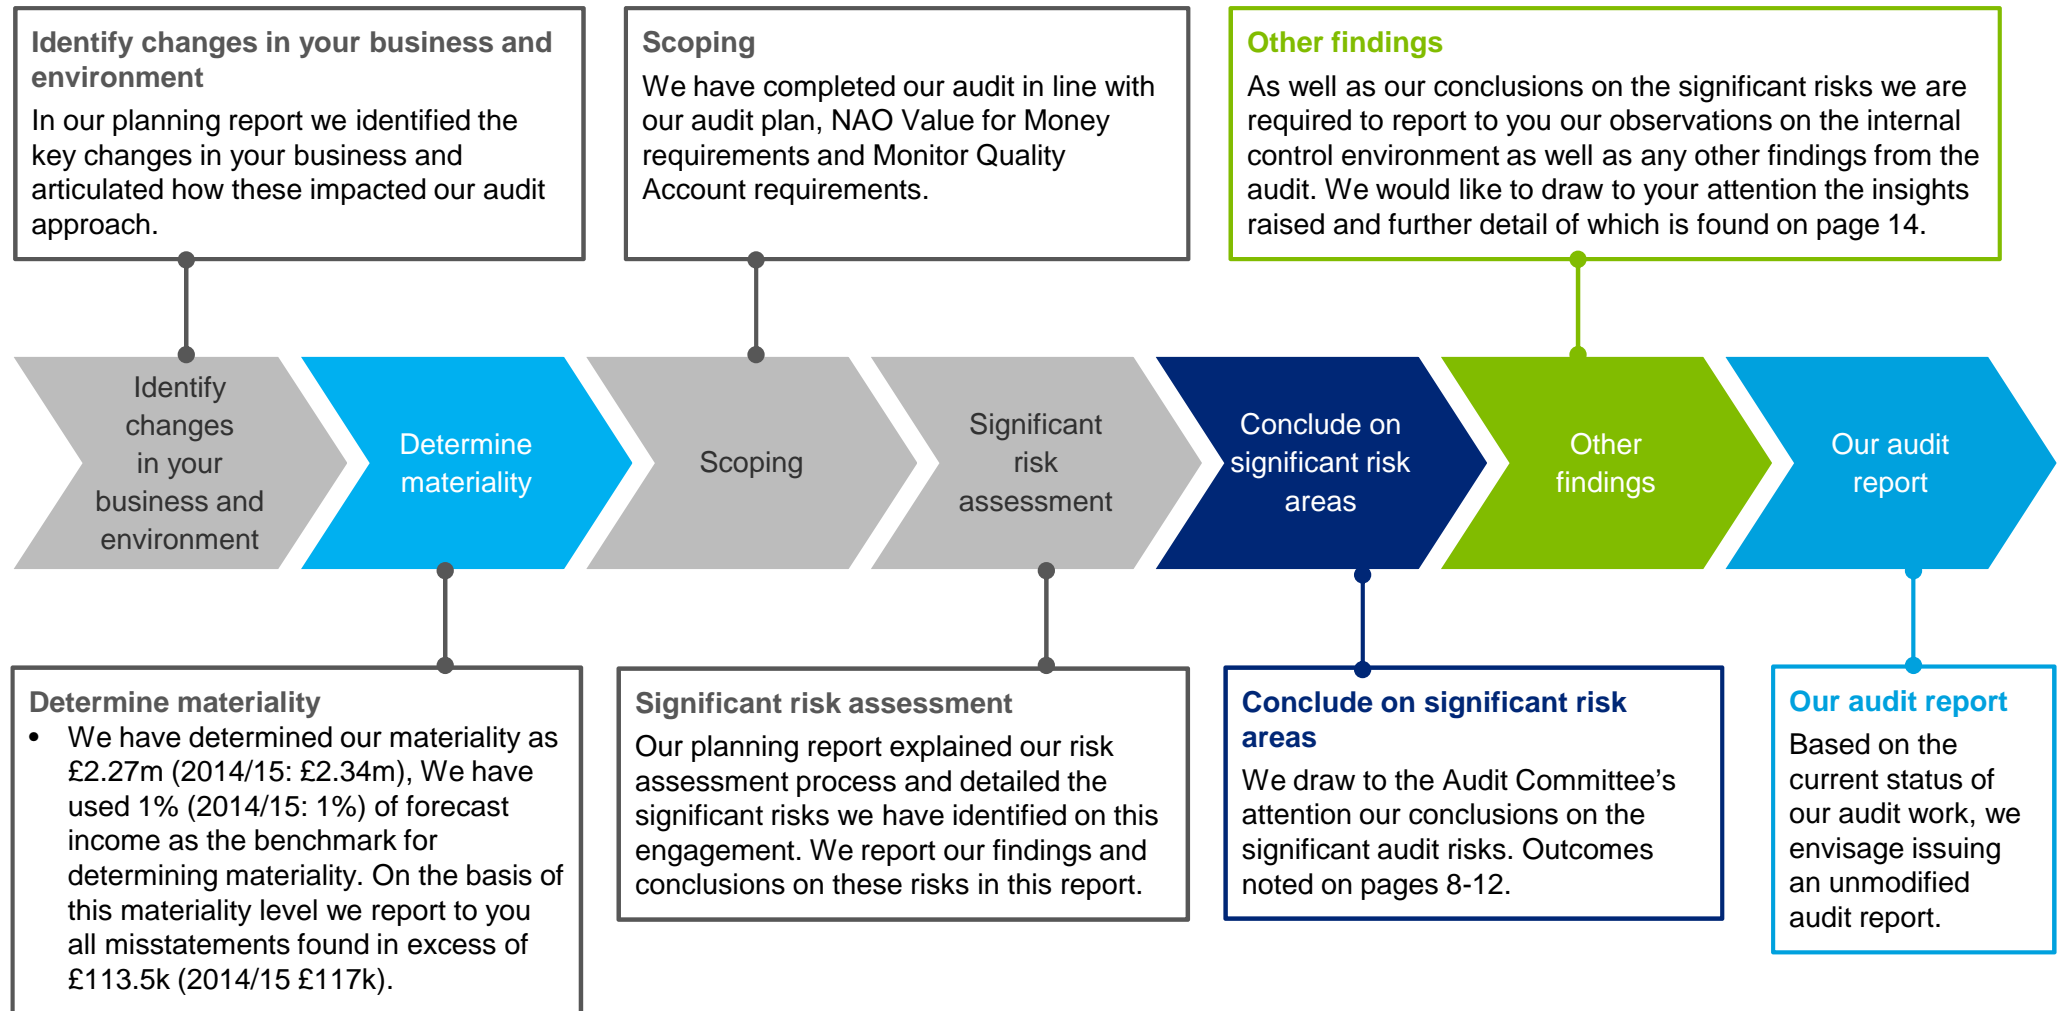 Identify changes in your business and
environment
In our planning report we identified the
key changes in your business and
articulated how these impacted our audit
approach.
Scoping
We have completed our audit in line with
our audit plan, NAO Value for Money
requirements and Monitor Quality
Account requirements.
Other findings
As well as our conclusions on the significant risks we are
required to report to you our observations on the internal
control environment as well as any other findings from the
audit. We would like to draw to your attention the insights
raised and further detail of which is found on page 14.
Identify
changes
in your
business and
environment
Determine
materiality
Scoping
Significant
risk
assessment
Conclude on
significant risk
areas
Other
findings
Our audit
report
Determine materiality
• We have determined our materiality as
£2.27m (2014/15: £2.34m), We have
used 1% (2014/15: 1%) of forecast
income as the benchmark for
determining materiality. On the basis of
this materiality level we report to you
all misstatements found in excess of
£113.5k (2014/15 £117k).
Significant risk assessment
Our planning report explained our risk
assessment process and detailed the
significant risks we have identified on this
engagement. We report our findings and
conclusions on these risks in this report.
Conclude on significant risk
areas
We draw to the Audit Committee’s
attention our conclusions on the
significant audit risks. Outcomes
noted on pages 8-12.
Our audit report
Based on the
current status of
our audit work, we
envisage issuing
an unmodified
audit report.